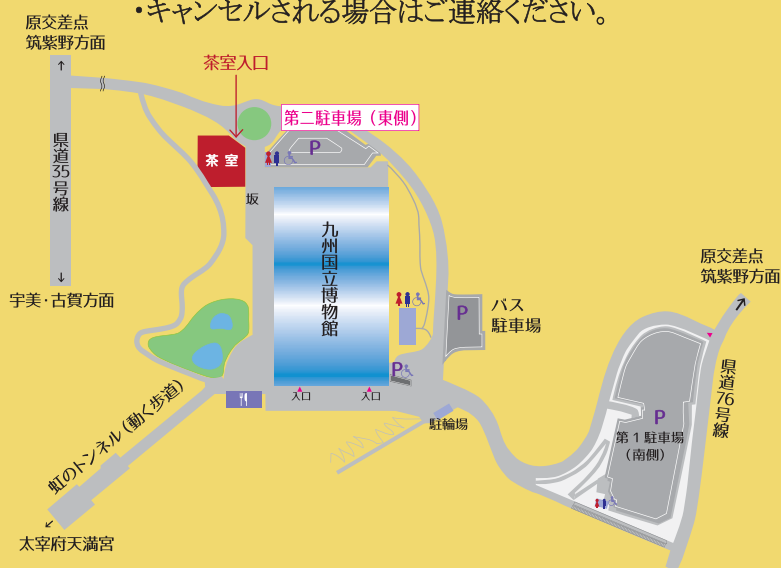 ・キャンセルされる場合はご連絡ください。
原交差点
筑紫野方面
茶室入口
第二駐車場（東側）
P
茶 室
県道35号線
坂
九州国立博物館
宇美・古賀方面
原交差点
筑紫野方面
P
バス
駐車場
P
入口
入口
県道76号線
虹のトンネル（動く歩道）
駐輪場
P
第1駐車場
（南側）
太宰府天満宮